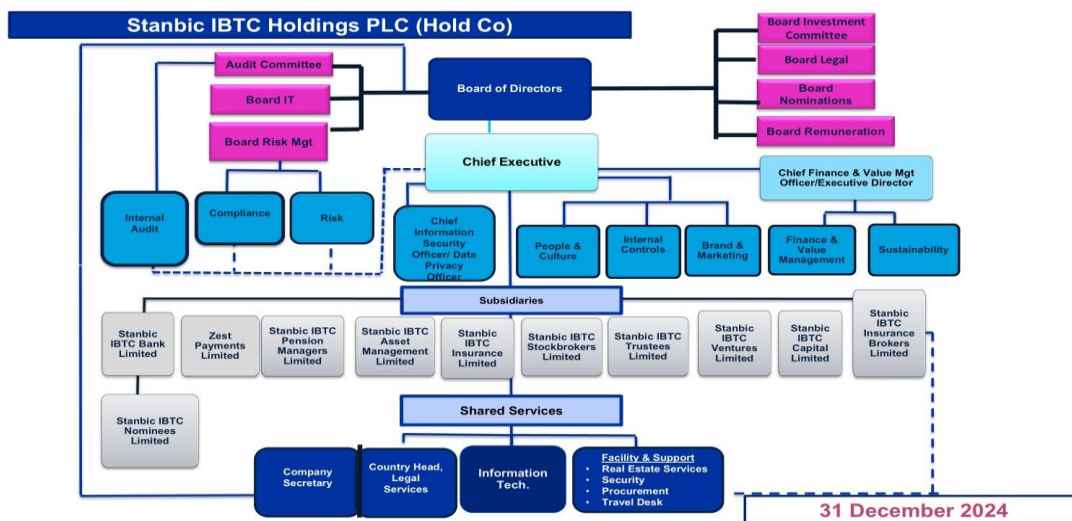 Stanbic IBTC Holdings PLC (Hold Co)
Audit Committee
Board IT
Board Risk Mgt
Board of Directors
Board Investment
Committee
Board Legal
Board
Nominations
Board Remuneration
Chief Executive
Chief Finance & Value Mgt
Officer/Executive Director
Internal
Audit
Compliance
Risk
Chief
Information
Security
Officer/ Data
Privacy
Officer
People &
Culture
Internal
Controls
Brand &
Marketing
Finance &
Value
Management
Sustainability
Subsidiaries
Stanbic
IBTC Bank
Limited
Zest
Payments
Limited
Stanbic IBTC
Pension
Managers
Limited
Stanbic IBTC
Asset
Management
Limited
Stanbic
IBTC
Insurance
Limited
Stanbic IBTC
Stockbrokers
Limited
Stanbic IBTC
Trustees
Limited
Stanbic
IBTC
Ventures
Limited
Stanbic
IBTC
Capital
Limited
Stanbic
IBTC
Insurance
Brokers
Limited
Stanbic IBTC
Nominees
Limited
Shared Services
Company
Secretary
Country Head,
Legal
Services
Information
Tech.
Facility & Support
• Real Estate Services
• Security
• Procurement
• Travel Desk
31 December 2024